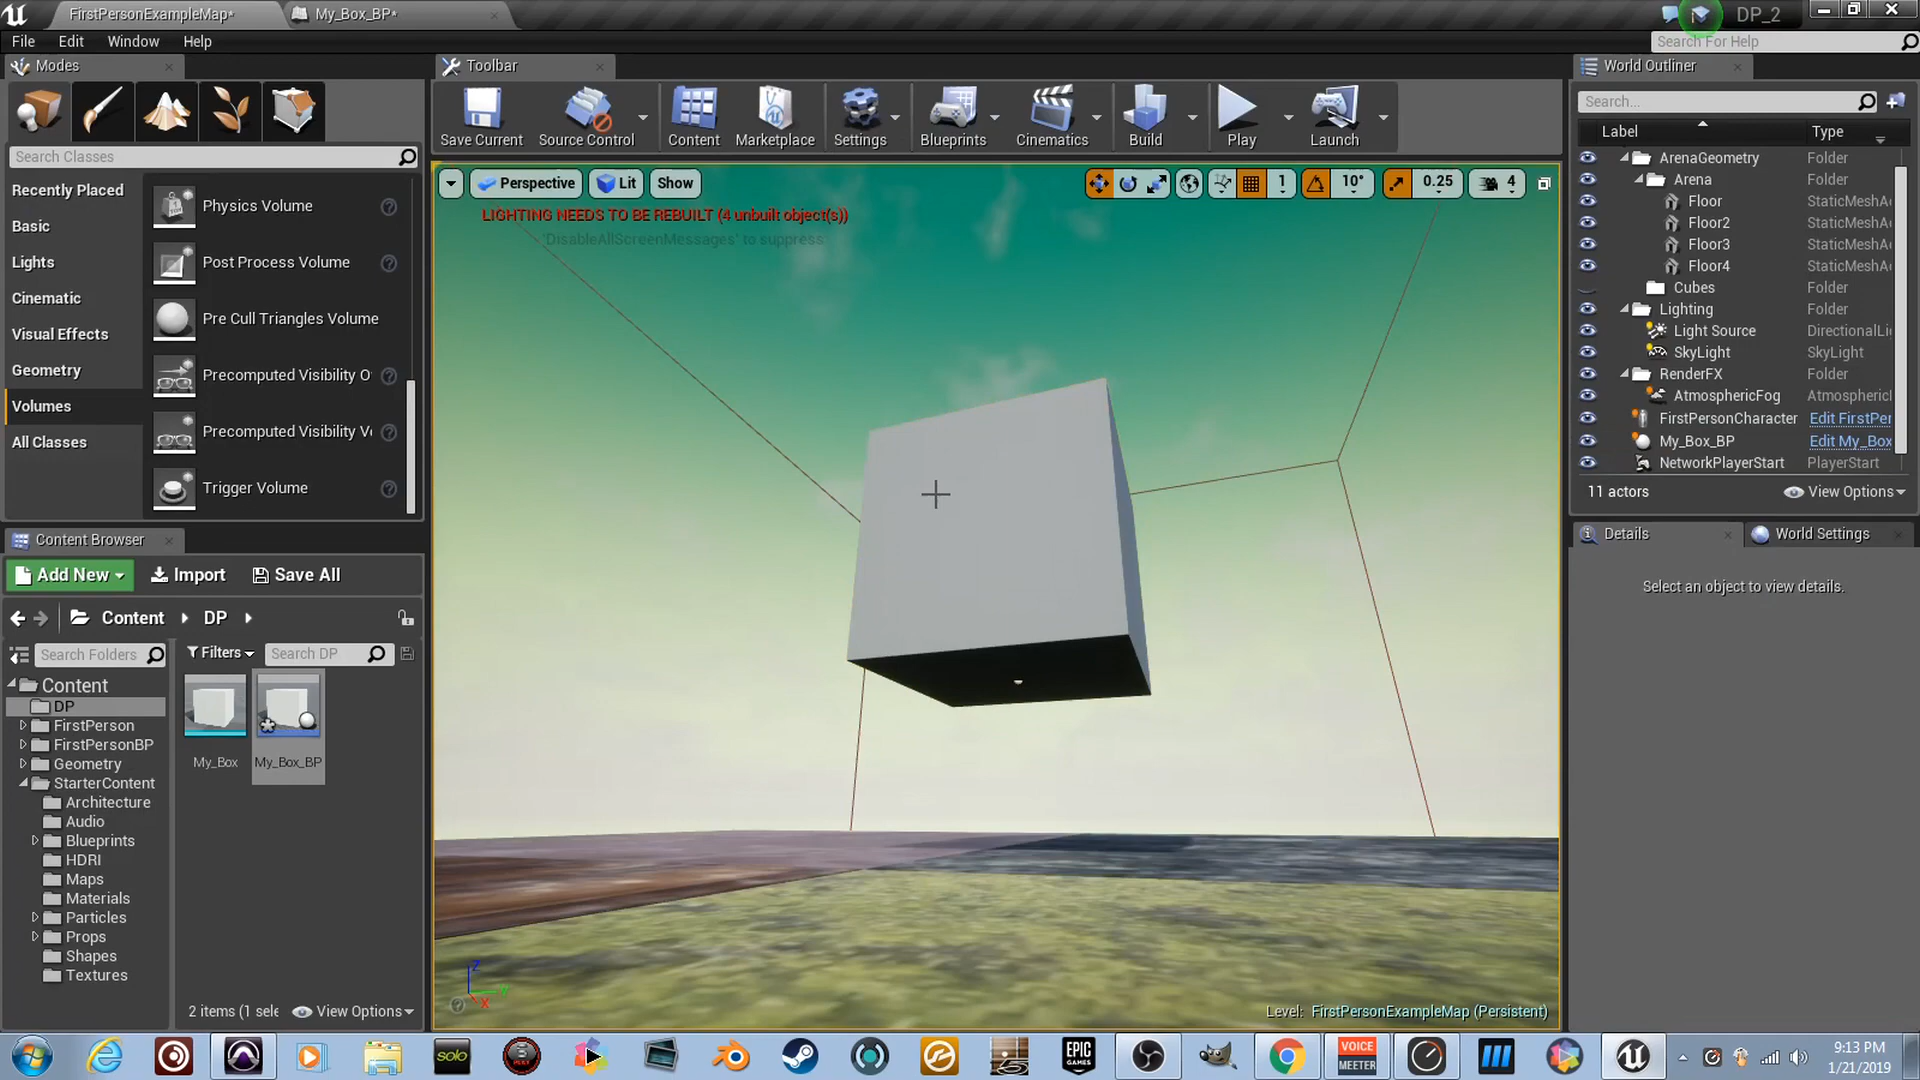 FirstPersonExampleMap*
My_Box_BP*
DP_2
File
Edit
Window
Help
Search For Help
Modes
Toolbar
World Outliner
Save Current
Source Control
Content
Marketplace
Settings
Blueprints
Cinematics
Build
Play
Launch
Search...
Label
Type
Search Classes
Recently Placed
Basic
Lights
Cinematic
Visual Effects
Geometry
Volumes
All Classes
Physics Volume
Post Process Volume
Pre Cull Triangles Volume
Precomputed Visibility O
Precomputed Visibility Vo
Trigger Volume
Perspective
Lit
Show
1
10°
0.25
4
LIGHTING NEEDS TO BE REBUILT (4 unbuilt object(s))
'DisableAllScreenMessages' to suppress
ArenaGeometry Folder
Arena Folder
Floor StaticMeshA
Floor2 StaticMeshA
Floor3 StaticMeshA
Floor4 StaticMeshA
Cubes Folder
Lighting Folder
Light Source DirectionalLi
SkyLight SkyLight
RenderFX Folder
AtmosphericFog Atmospheric
FirstPersonCharacter Edit FirstPer
My_Box_BP Edit My_Box
NetworkPlayerStart PlayerStart
11 actors
View Options
Details
World Settings
Select an object to view details.
Content Browser
Add New
Import
Save All
Content
DP
Search Folders
Filters
Search DP
Content
DP
FirstPerson
FirstPersonBP
Geometry
StarterContent
Architecture
Audio
Blueprints
HDRI
Maps
Materials
Particles
Props
Shapes
Textures
My_Box
My_Box_BP
2 items (1 sele
View Options
Z
Y
X
Level: FirstPersonExampleMap (Persistent)
solo
EPIC
GAMES
VOICE
MEETER
9:13 PM
1/21/2019